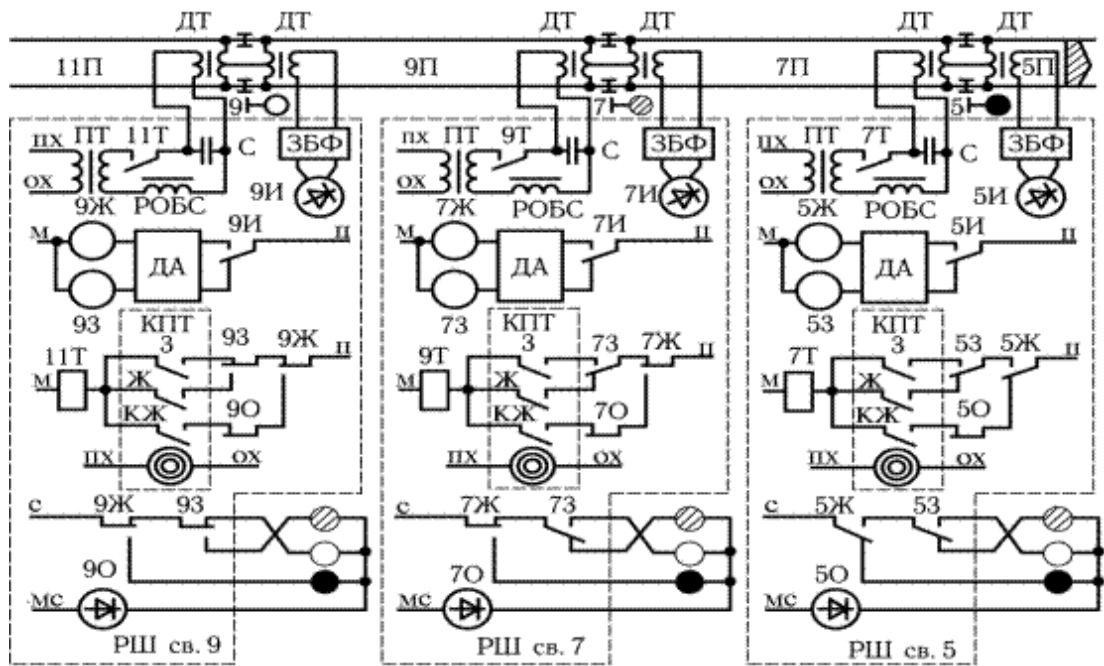 ДТ ДТ ДТ ДТ ДТ ДТ
11П 9П 7П 5П
9 7 5
ПХ ПТ 11Т С ЗБФ ПХ ПТ 9Т С ЗБФ ПХ ПТ 7Т С ЗБФ
ОХ РОБС 9И ОХ РОБС 7И ОХ РОБС 5И
9Ж 9И 7Ж 7И 5Ж 5И
М ДА П М ДА П М ДА П
93 73 53
КПТ КПТ КПТ
11Т З 93 9Ж П 9Т З 73 7Ж П 7Т З 53 5Ж П
М Ж М Ж М Ж
КЖ 9О КЖ 7О КЖ 5О
ПХ ОХ ПХ ОХ ПХ ОХ
С 9Ж 93 С 7Ж 73 С 5Ж 53
9О 7О 5О
МС МС МС
РШ св. 9 РШ св. 7 РШ св. 5